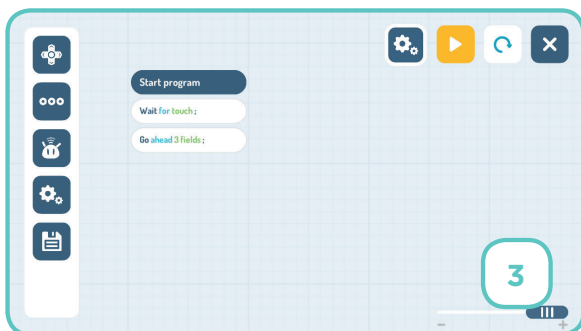 Start program
Wait for touch ;
Go ahead 3 fields ;
3